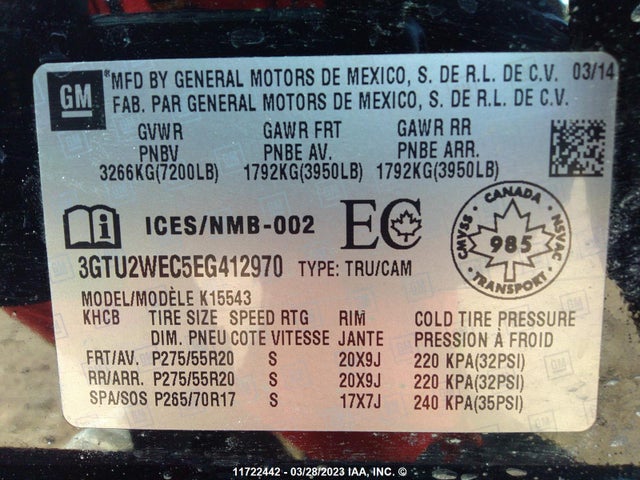 GM *MFD BY GENERAL MOTORS DE MEXICO, S. DE R.L. DE C.V. 03/14
FAB. PAR GENERAL MOTORS DE MEXICO, S. DE R.L. DE C.V.
GVWR GAWR FRT GAWR RR
PNBV PNBE AV. PNBE ARR.
3266KG(7200LB) 1792KG(3950LB) 1792KG(3950LB)
ICES/NMB-002 EC
CANADA
CMVSS 985 NSVAC
3GTU2WEC5EG412970 TYPE: TRU/CAM
MODEL/MODÈLE K15543
KHCB TIRE SIZE SPEED RTG RIM COLD TIRE PRESSURE
DIM. PNEU COTE VITESSE JANTE PRESSION À FROID
FRT/AV. P275/55R20 S 20X9J 220 KPA(32PSI)
RR/ARR. P275/55R20 S 20X9J 220 KPA(32PSI)
SPA/SOS P265/70R17 S 17X7J 240 KPA(35PSI)
11722442 - 03/28/2023 IAA, INC. ©